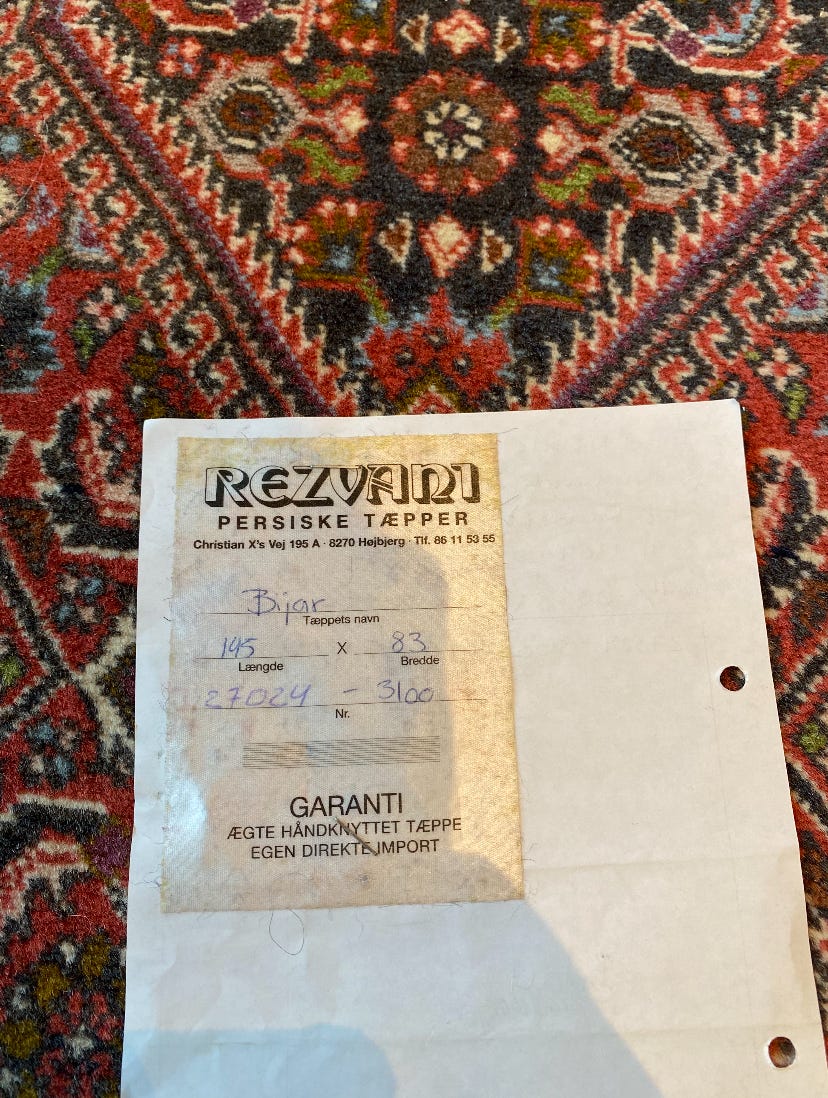 REZVANI
PERSISKE TÆPPER
Christian X's Vej 195 A · 8270 Højbjerg · Tlf. 86 11 53 55
Bijar
Tæppets navn
145 X 83
Længde Bredde
27024 - 3100
Nr.
GARANTI
ÆGTE HÅNDKNYTTET TÆPPE
EGEN DIREKTE IMPORT